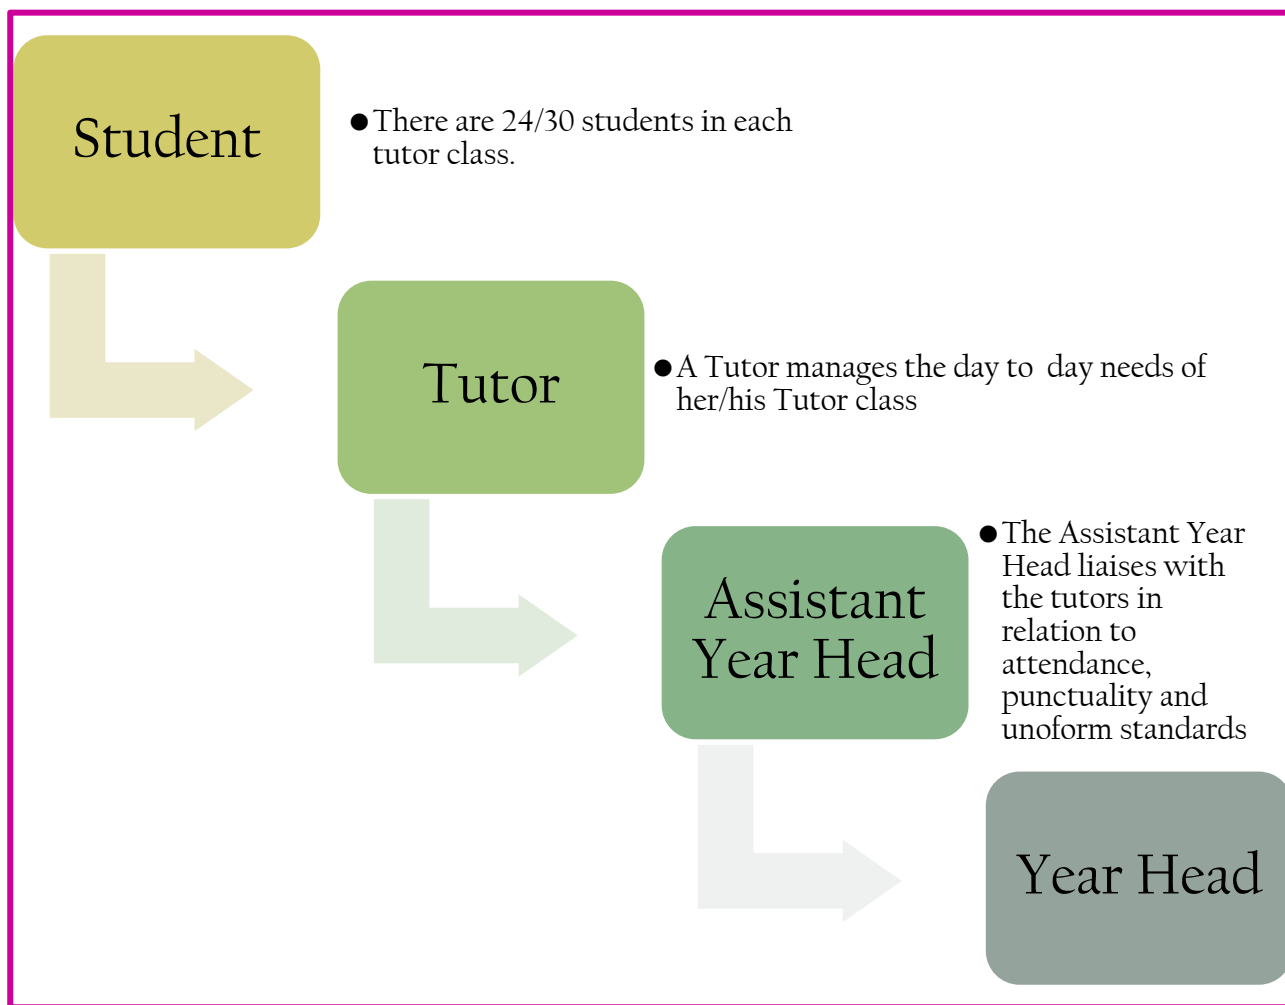 Student
● There are 24/30 students in each
tutor class.
Tutor
● A Tutor manages the day to  day needs of
her/his Tutor class
Assistant
Year Head
● The Assistant Year
Head liaises with
the tutors in
relation to
attendance,
punctuality and
unoform standards
Year Head